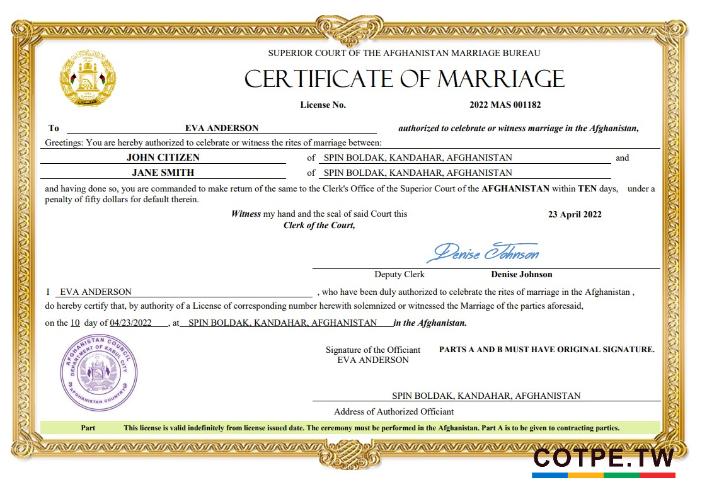 SUPERIOR COURT OF THE AFGHANISTAN MARRIAGE BUREAU
CERTIFICATE OF MARRIAGE
License No. 2022 MAS 001182
To EVA ANDERSON authorized to celebrate or witness marriage in the Afghanistan,
Greetings: You are hereby authorized to celebrate or witness the rites of marriage between:
JOHN CITIZEN of SPIN BOLDAK, KANDAHAR, AFGHANISTAN and
JANE SMITH of SPIN BOLDAK, KANDAHAR, AFGHANISTAN
and having done so, you are commanded to make return of the same to the Clerk's Office of the Superior Court of the AFGHANISTAN within TEN days, under a
penalty of fifty dollars for default therein.
Witness my hand and the seal of said Court this 23 April 2022
Clerk of the Court,
Denise Johnson
Deputy Clerk Denise Johnson
I EVA ANDERSON , who have been duly authorized to celebrate the rites of marriage in the Afghanistan ,
do hereby certify that, by authority of a License of corresponding number herewith solemnized or witnessed the Marriage of the parties aforesaid,
on the 10 day of 04/23/2022 , at SPIN BOLDAK, KANDAHAR, AFGHANISTAN in the Afghanistan.
AFGHANISTAN COUNCIL
DEPARTMENT OF KABUL CITY
AFGHANISTAN COUNTRY
Signature of the Officiant PARTS A AND B MUST HAVE ORIGINAL SIGNATURE.
EVA ANDERSON
SPIN BOLDAK, KANDAHAR, AFGHANISTAN
Address of Authorized Officiant
Part This license is valid indefinitely from license issued date. The ceremony must be performed in the Afghanistan. Part A is to be given to contracting parties.
COTPE.TW